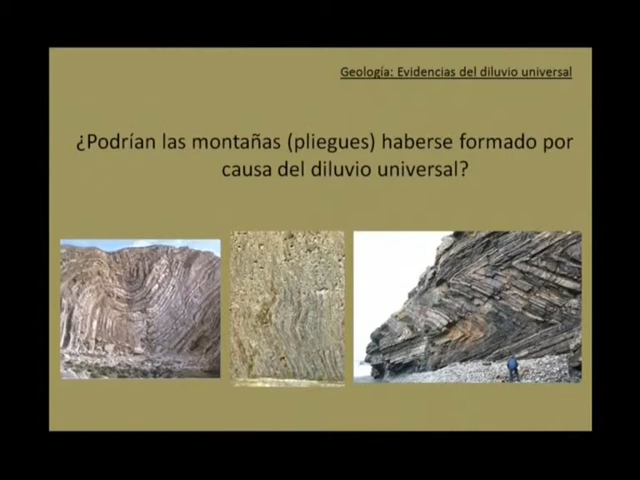 Geología: Evidencias del diluvio universal
¿Podrían las montañas (pliegues) haberse formado por
causa del diluvio universal?